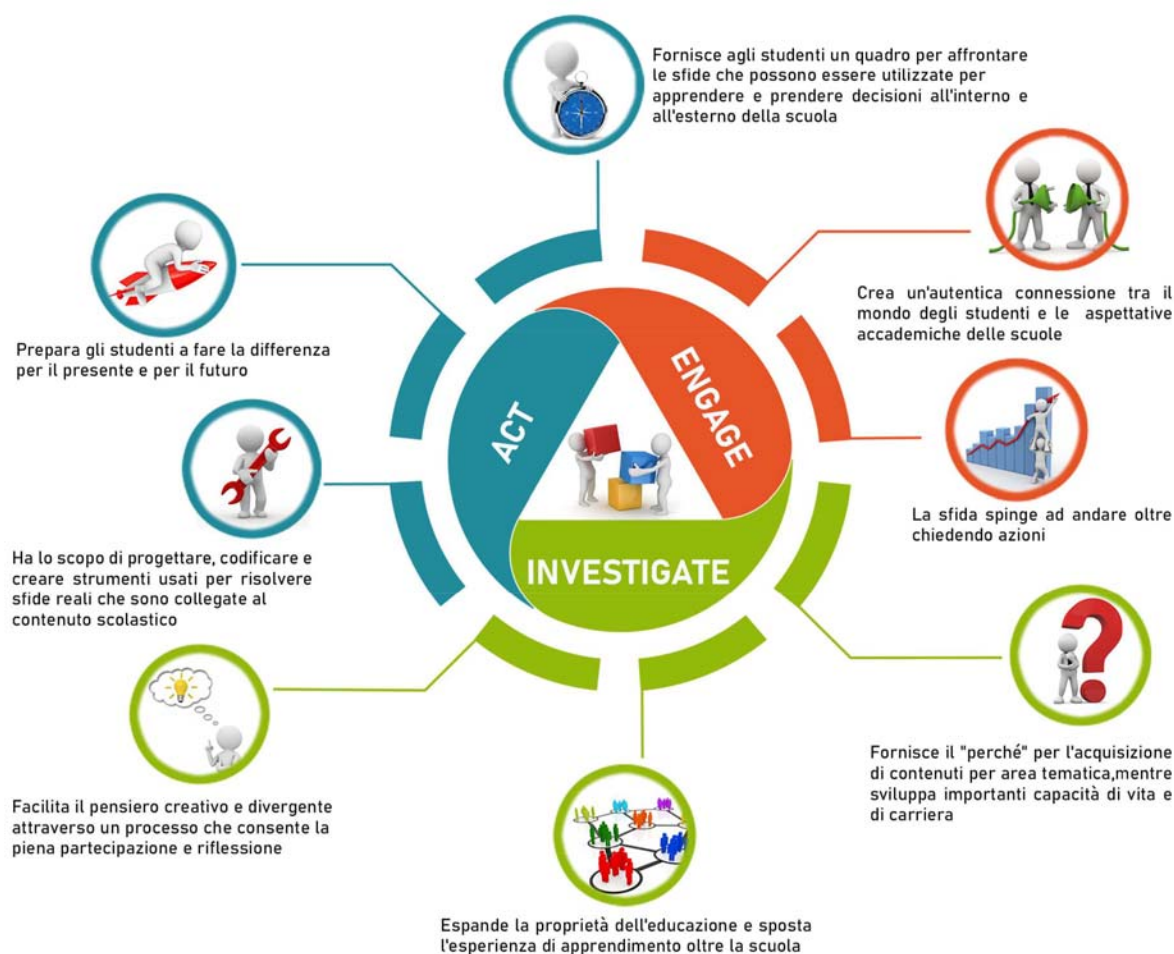 Fornisce agli studenti un quadro per affrontare
le sfide che possono essere utilizzate per
apprendere e prendere decisioni all'interno e
all'esterno della scuola
Crea un'autentica connessione tra il
mondo degli studenti e le aspettative
accademiche delle scuole
La sfida spinge ad andare oltre
chiedendo azioni
Fornisce il "perché" per l'acquisizione
di contenuti per area tematica,mentre
sviluppa importanti capacità di vita e
di carriera
Espande la proprietà dell'educazione e sposta
l'esperienza di apprendimento oltre la scuola
Facilita il pensiero creativo e divergente
attraverso un processo che consente la
piena partecipazione e riflessione
Ha lo scopo di progettare, codificare e
creare strumenti usati per risolvere
sfide reali che sono collegate al
contenuto scolastico
Prepara gli studenti a fare la differenza
per il presente e per il futuro
ENGAGE
INVESTIGATE
ACT